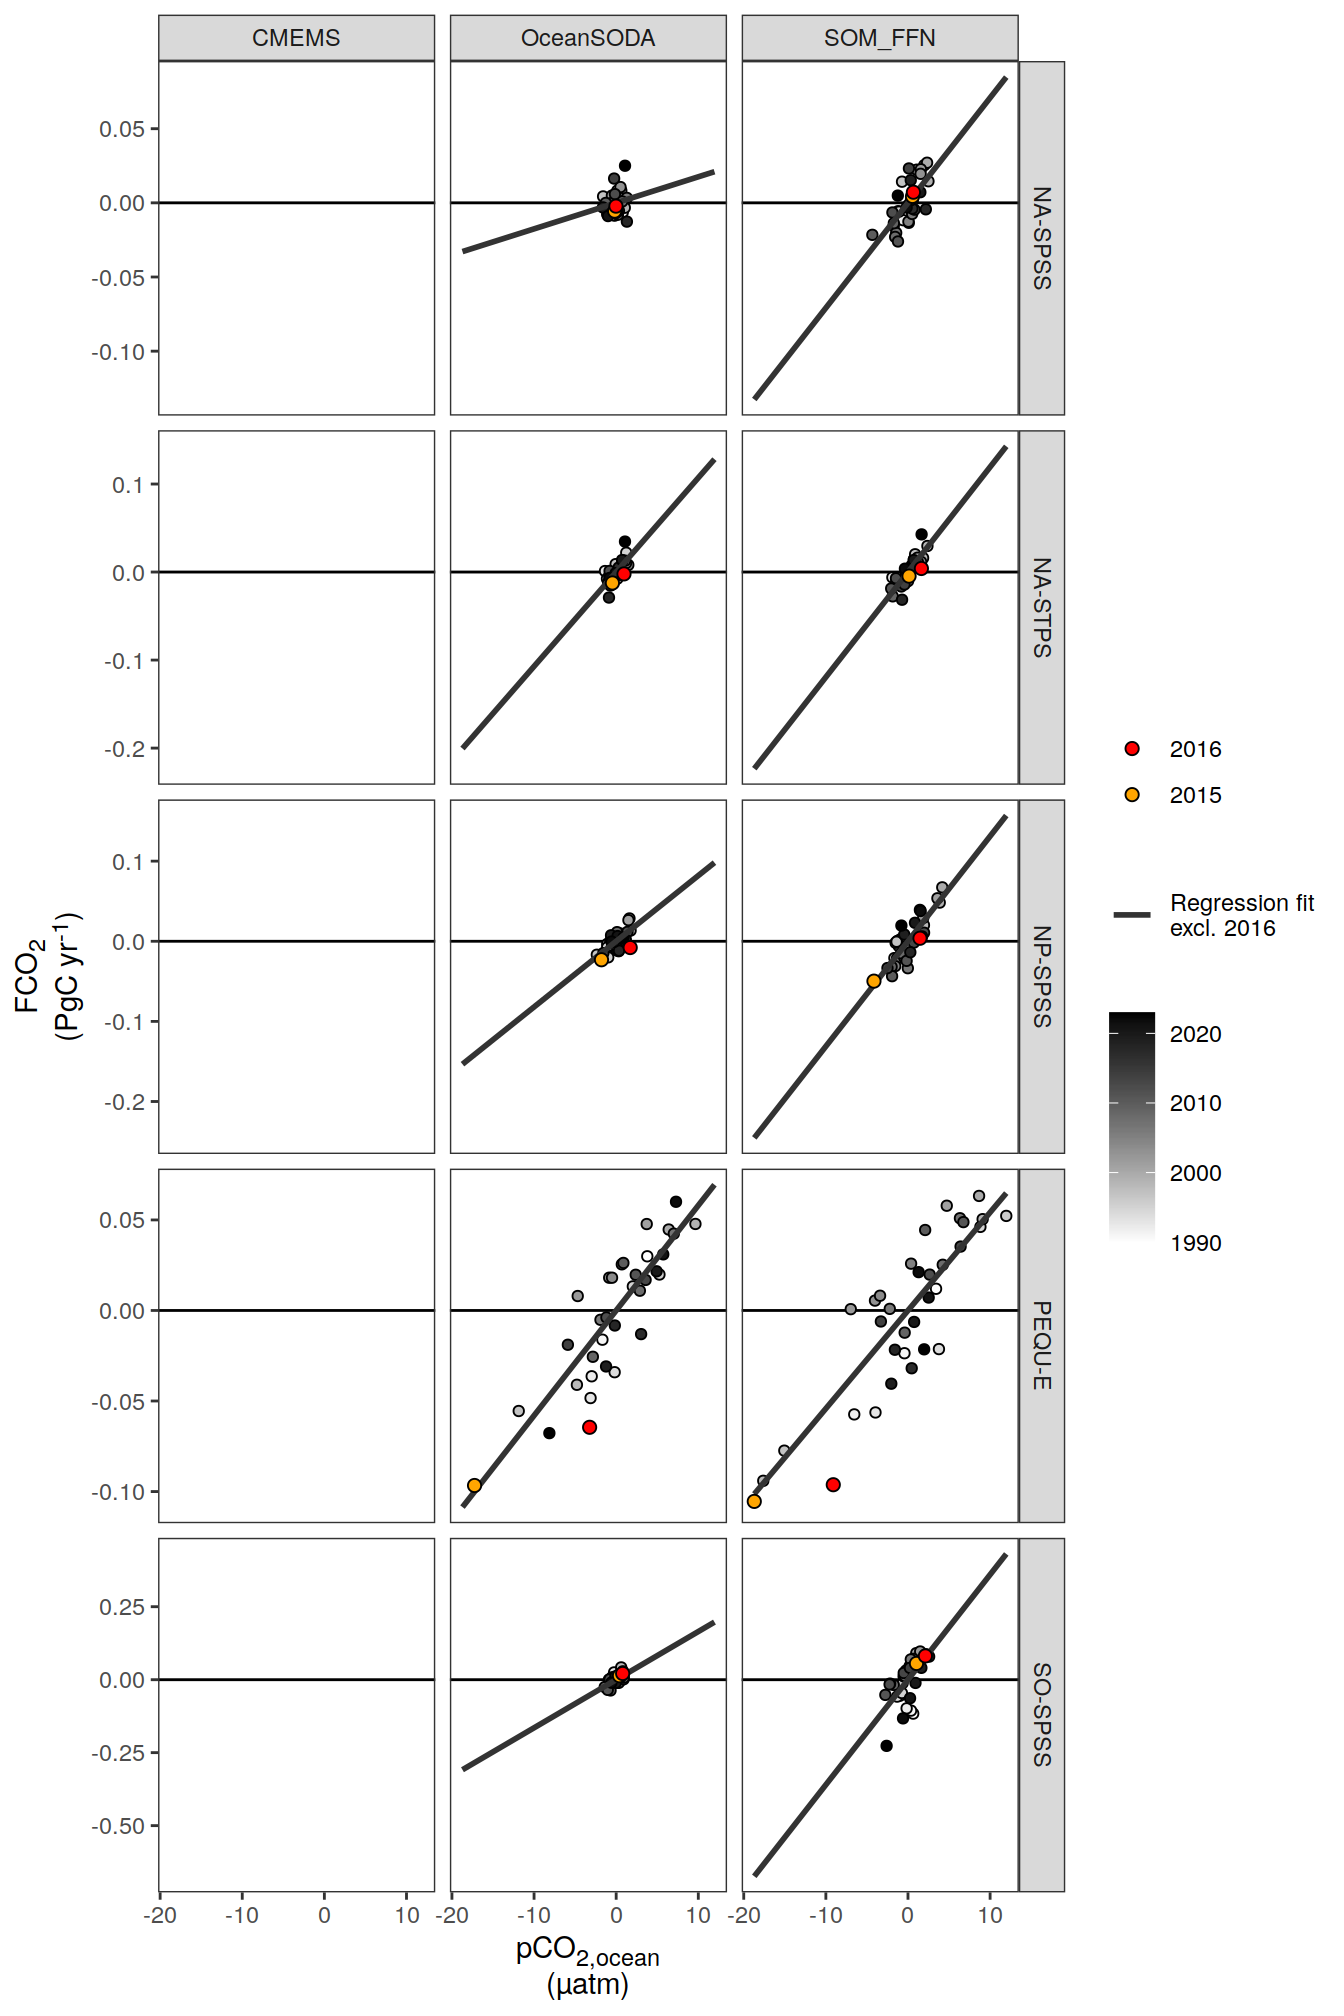 CMEMS OceanSODA SOM_FFN
0.05
0.00
-0.05
-0.10
NA-SPSS
0.1
0.0
-0.1
-0.2
NA-STPS
0.1
0.0
-0.1
-0.2
NP-SPSS
0.05
0.00
-0.05
-0.10
PEQU-E
0.25
0.00
-0.25
-0.50
SO-SPSS
-20 -10 0 10 -20 -10 0 10 -20 -10 0 10
pCO2,ocean
(µatm)
FCO2
(PgC yr-1)
2016
2015
Regression fit
excl. 2016
2020
2010
2000
1990